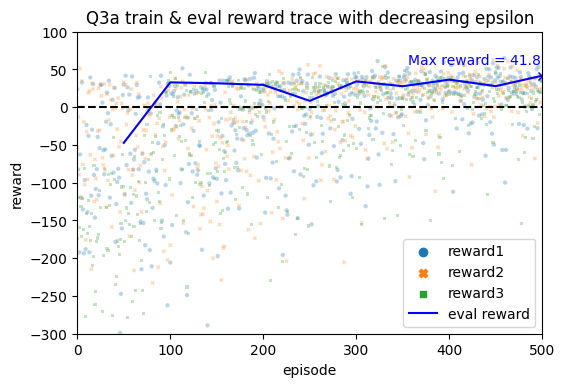 Q3a train & eval reward trace with decreasing epsilon
100
50
0
−50
−100
−150
−200
−250
−300
reward
Max reward = 41.8
reward1
reward2
reward3
eval reward
0 100 200 300 400 500
episode